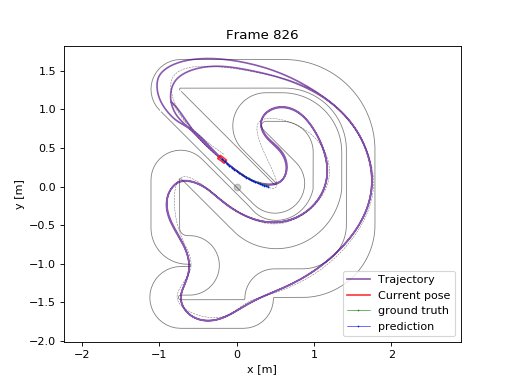 Frame 826
y [m]
1.5
1.0
0.5
0.0
−0.5
−1.0
−1.5
−2.0
Trajectory
Current pose
ground truth
prediction
−2 −1 0 1 2
x [m]